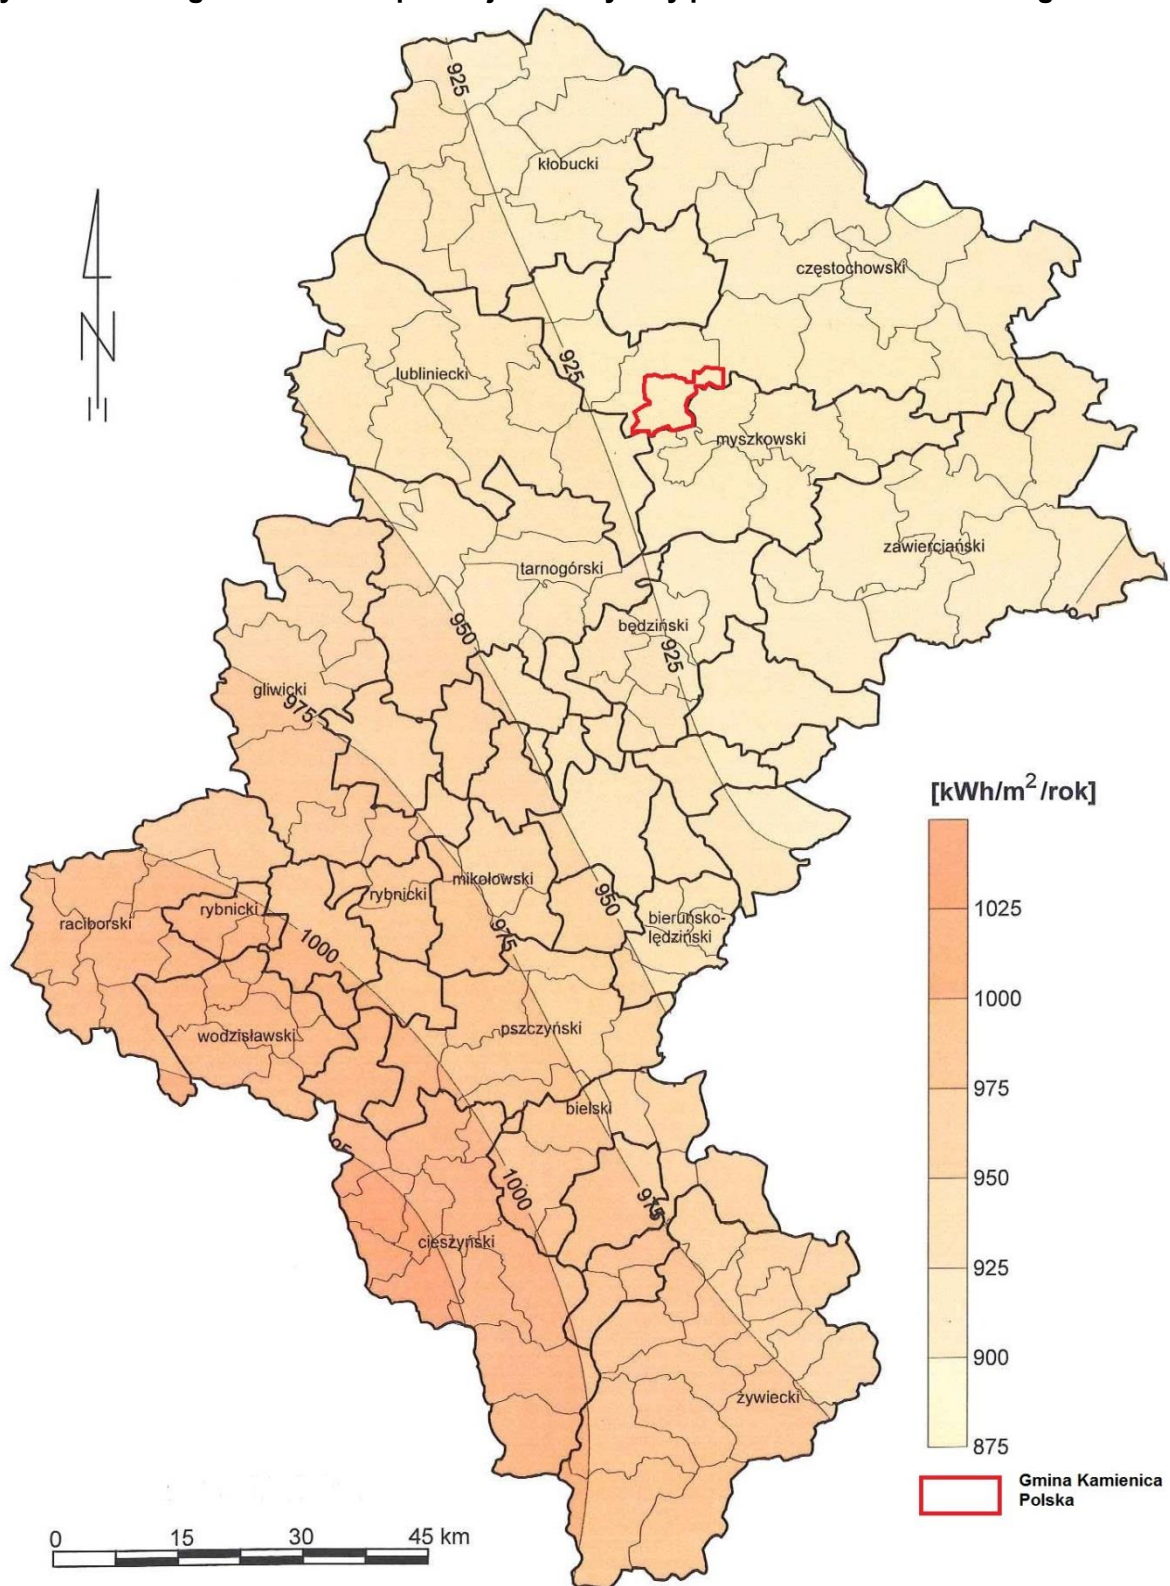 925
kłobucki
częstochowski
925
lubliniecki
myszkowski
zawierciański
tarnogórski
950
będziński
925
gliwicki
975
[kWh/m²/rok]
mikołowski
rybnicki
950
1025
raciborski
rybnicki
bieruńsko-
lędziński
975
1000
1000
wodzisławski
pszczyński
975
bielski
1000
975
950
cieszyński
925
900
żywiecki
875
Gmina Kamienica
Polska
0 15 30 45 km
N